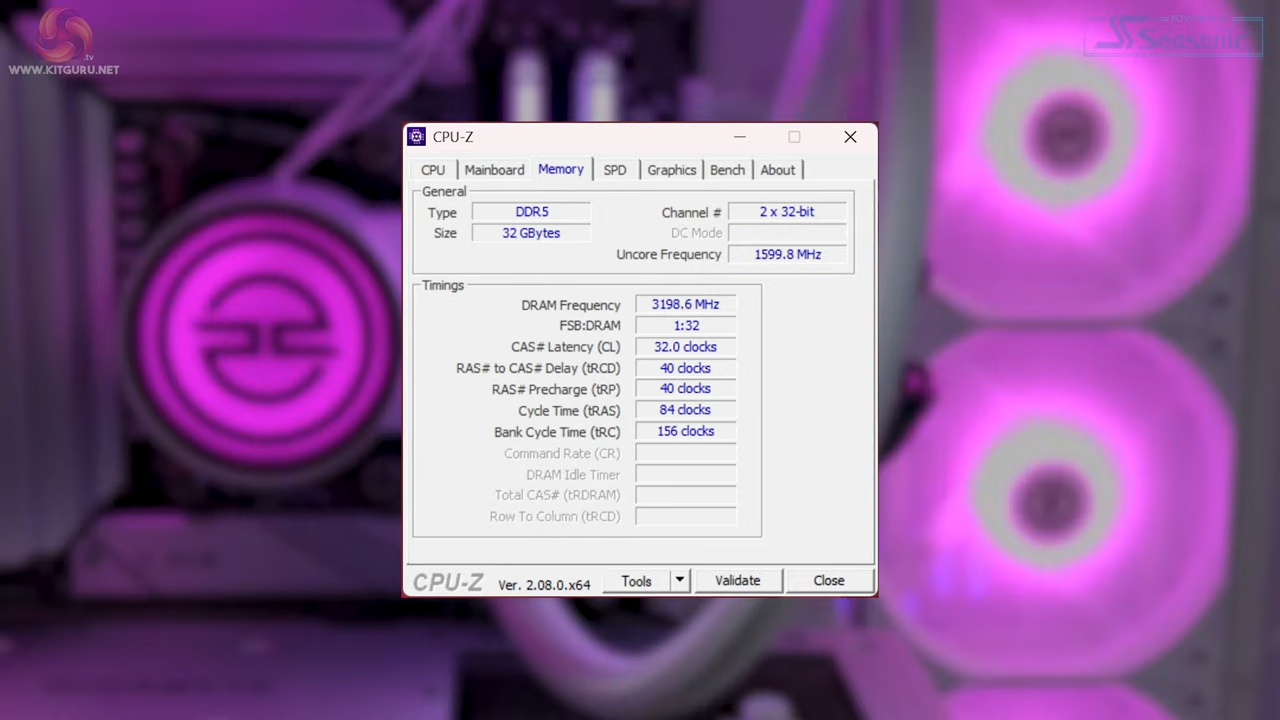 WWW.KITGURU.NET
.tv
Seasonic
CPU-Z
CPU Mainboard Memory SPD Graphics Bench About
General
Type DDR5 Channel # 2 x 32-bit
Size 32 GBytes DC Mode
Uncore Frequency 1599.8 MHz
Timings
DRAM Frequency 3198.6 MHz
FSB:DRAM 1:32
CAS# Latency (CL) 32.0 clocks
RAS# to CAS# Delay (tRCD) 40 clocks
RAS# Precharge (tRP) 40 clocks
Cycle Time (tRAS) 84 clocks
Bank Cycle Time (tRC) 156 clocks
Command Rate (CR)
DRAM Idle Timer
Total CAS# (tRDRAM)
Row To Column (tRCD)
CPU-Z Ver. 2.08.0.x64 Tools Validate Close